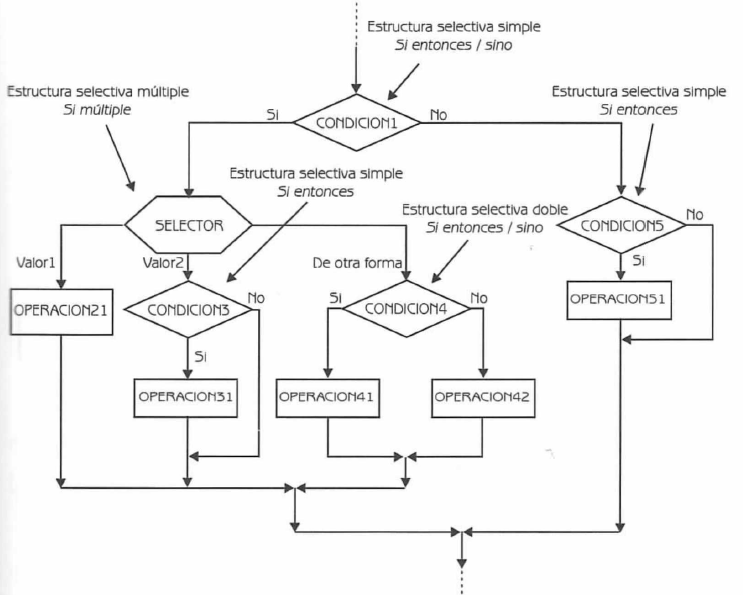 Estructura selectiva simple
Si entonces / sino
Estructura selectiva múltiple
Si múltiple
Estructura selectiva simple
Si entonces
Si
CONDICION1
No
Estructura selectiva simple
Si entonces
Estructura selectiva doble
Si entonces / sino
SELECTOR
CONDICION5
No
Valor1
Valor2
De otra forma
Si
OPERACION21
CONDICION3
No
Si
CONDICION4
No
OPERACION51
Si
OPERACION31
OPERACION41
OPERACION42